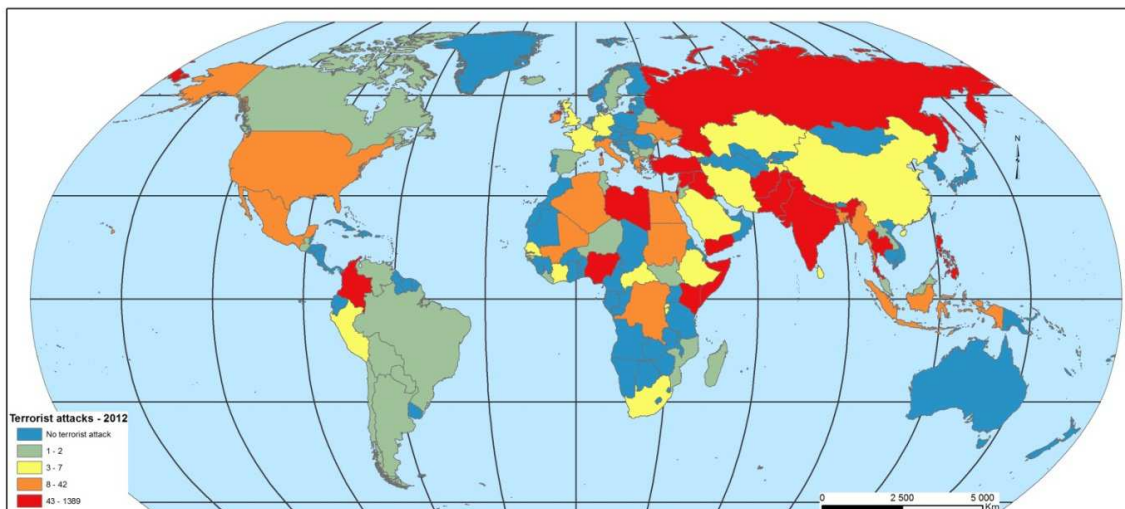 N
Terrorist attacks - 2012
No terrorist attack
1 - 2
3 - 7
8 - 42
43 - 1389
0 2 500 5 000
Km